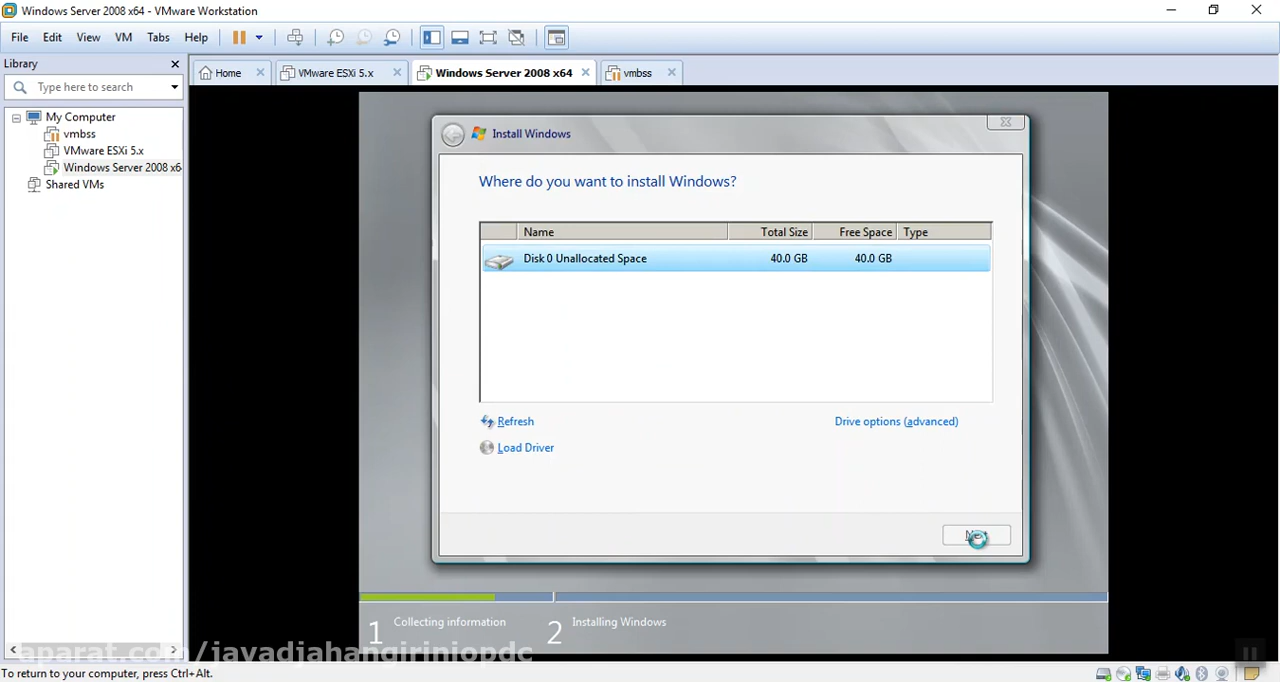 Windows Server 2008 x64 - VMware Workstation
File Edit View VM Tabs Help
Library
Type here to search
My Computer
vmbss
VMware ESXi 5.x
Windows Server 2008 x6
Shared VMs
Home
VMware ESXi 5.x
Windows Server 2008 x64
vmbss
Install Windows
Where do you want to install Windows?
Name Total Size Free Space Type
Disk 0 Unallocated Space 40.0 GB 40.0 GB
Refresh
Drive options (advanced)
Load Driver
1 Collecting information
2 Installing Windows
aparat.com/javadjahangiriniopdc
To return to your computer, press Ctrl+Alt.